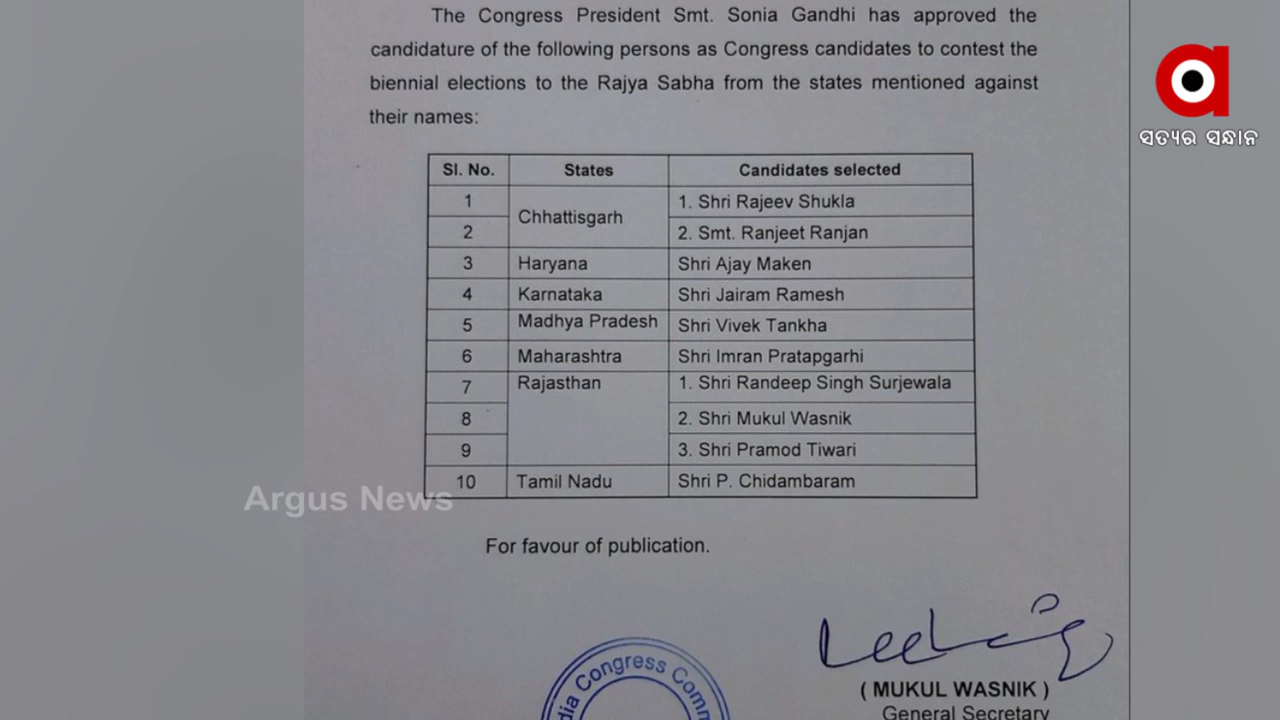 The Congress President Smt. Sonia Gandhi has approved the
candidature of the following persons as Congress candidates to contest the
biennial elections to the Rajya Sabha from the states mentioned against
their names:
ସତ୍ୟର ସନ୍ଧାନ
Sl. No. States Candidates selected
1 Chhattisgarh 1. Shri Rajeev Shukla
2 2. Smt. Ranjeet Ranjan
3 Haryana Shri Ajay Maken
4 Karnataka Shri Jairam Ramesh
5 Madhya Pradesh Shri Vivek Tankha
6 Maharashtra Shri Imran Pratapgarhi
7 Rajasthan 1. Shri Randeep Singh Surjewala
8 2. Shri Mukul Wasnik
9 3. Shri Pramod Tiwari
10 Tamil Nadu Shri P. Chidambaram
Argus News
For favour of publication.
Congress
( MUKUL WASNIK )
General Secretary